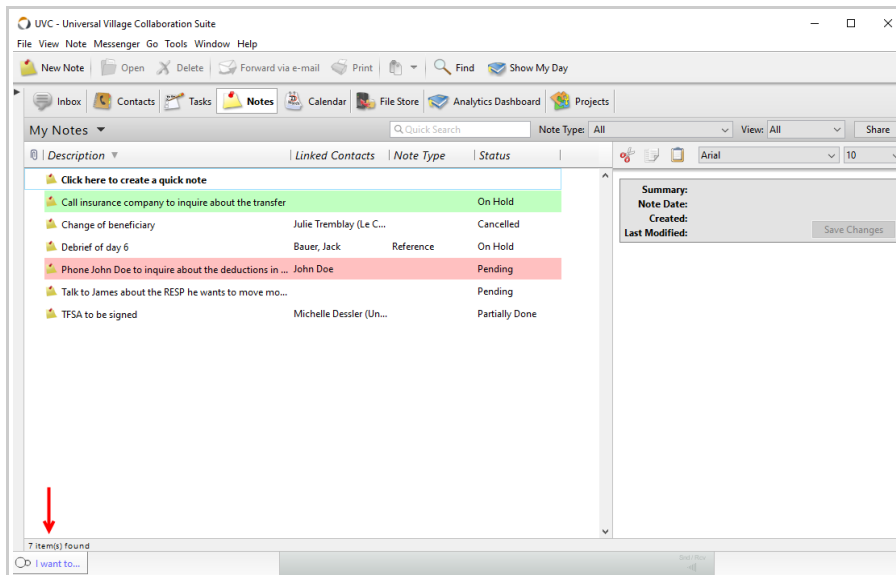 UVC - Universal Village Collaboration Suite
File View Note Messenger Go Tools Window Help
New Note Open Delete Forward via e-mail Print Find Show My Day
Inbox Contacts Tasks Notes Calendar File Store Analytics Dashboard Projects
My Notes Quick Search Note Type: All View: All Share
Description Linked Contacts Note Type Status Arial 10
Click here to create a quick note
Call insurance company to inquire about the transfer On Hold
Change of beneficiary Julie Tremblay (Le C... Cancelled
Debrief of day 6 Bauer, Jack Reference On Hold
Phone John Doe to inquire about the deductions in ... John Doe Pending
Talk to James about the RESP he wants to move mo... Pending
TFSA to be signed Michelle Dessler (Un... Partially Done
Summary:
Note Date:
Created:
Last Modified: Save Changes
7 item(s) found
I want to...